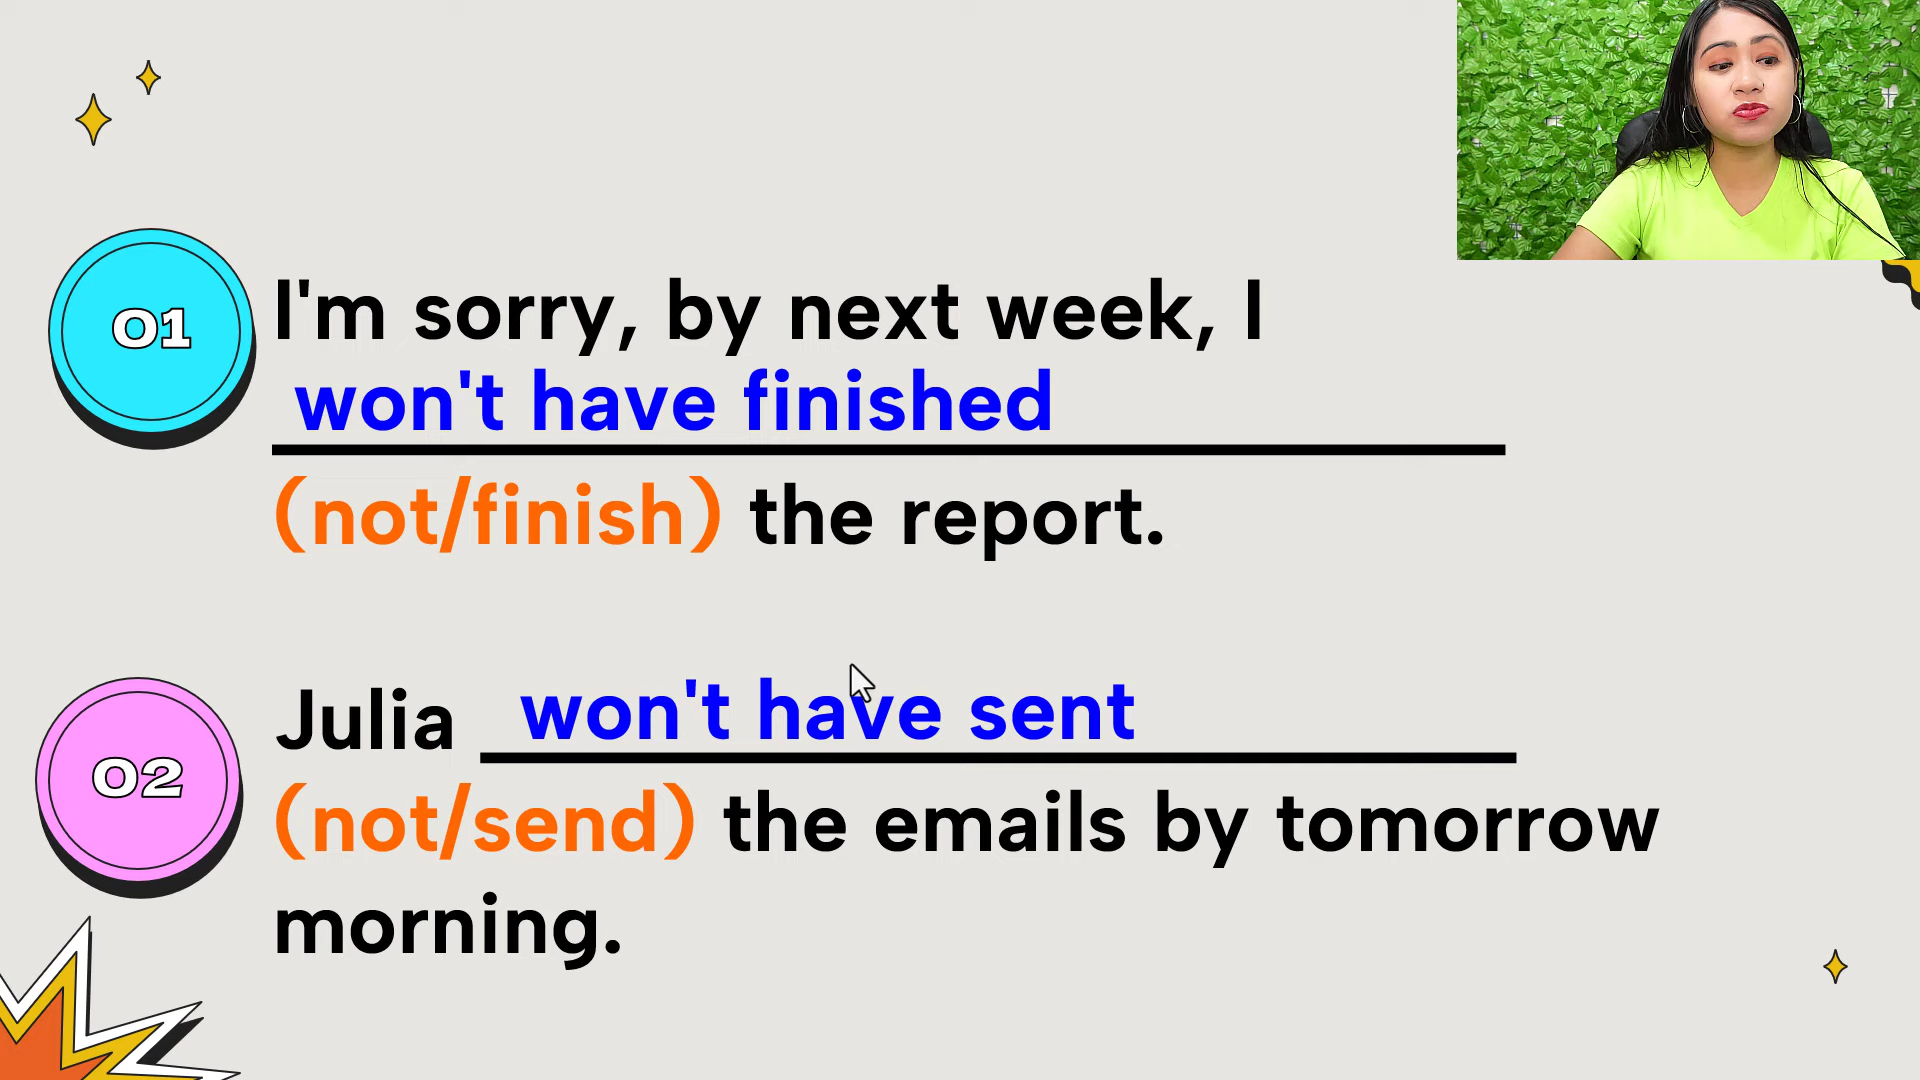 01
I'm sorry, by next week, I
won't have finished
(not/finish) the report.
02
Julia won't have sent
(not/send) the emails by tomorrow
morning.